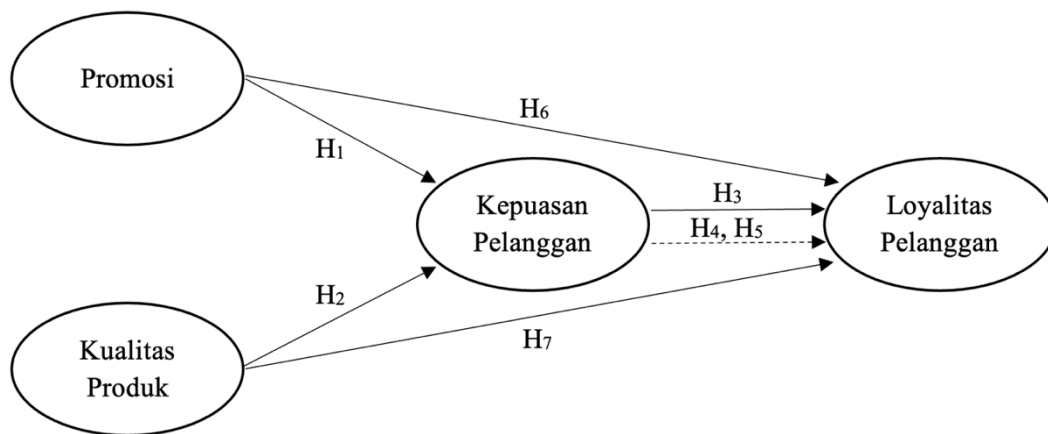 Promosi
H6
H1
Kepuasan
Pelanggan
H3
H4, H5
Loyalitas
Pelanggan
H2
H7
Kualitas
Produk